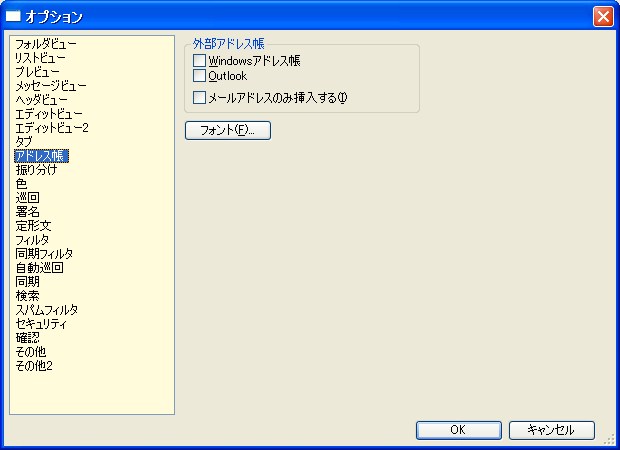 オプション
フォルダビュー
リストビュー
プレビュー
メッセージビュー
ヘッダビュー
エディットビュー
エディットビュー2
タブ
アドレス帳
振り分け
色
巡回
署名
定形文
フィルタ
同期フィルタ
自動巡回
同期
検索
スパムフィルタ
セキュリティ
確認
その他
その他2
外部アドレス帳
Windowsアドレス帳
Outlook
メールアドレスのみ挿入する(I)
フォント(F)...
OK
キャンセル